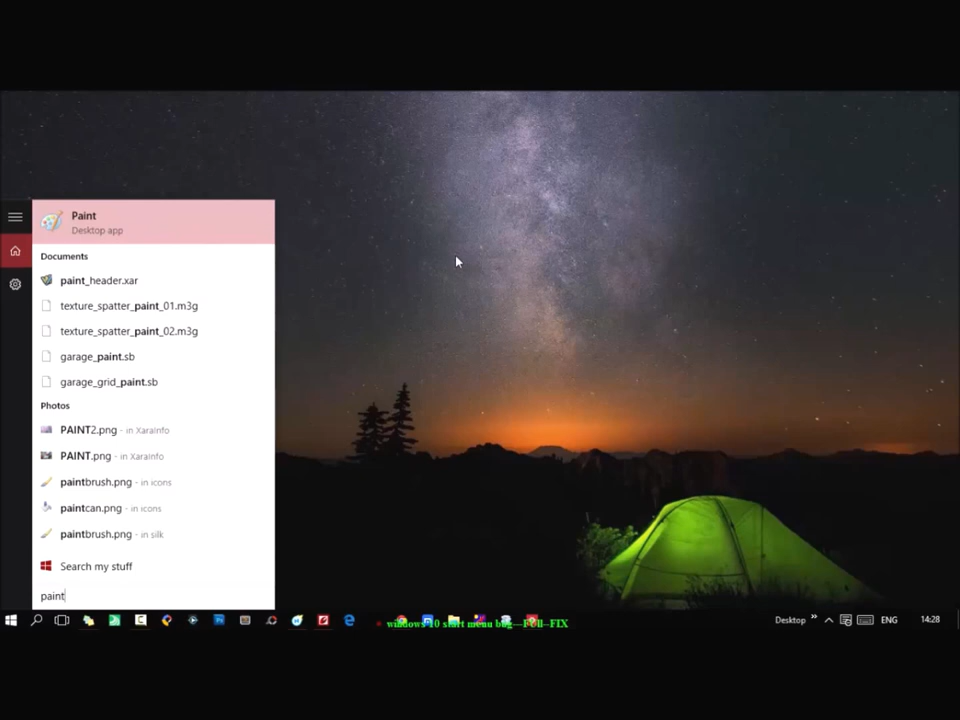 Paint
Desktop app
Documents
paint_header.xar
texture_spatter_paint_01.m3g
texture_spatter_paint_02.m3g
garage_paint.sb
garage_grid_paint.sb
Photos
PAINT2.png - in XaraInfo
PAINT.png - in XaraInfo
paintbrush.png - in icons
paintcan.png - in icons
paintbrush.png - in silk
Search my stuff
paint
windows 10 start menu bug---FUll--FIX
Desktop » ENG 14:28